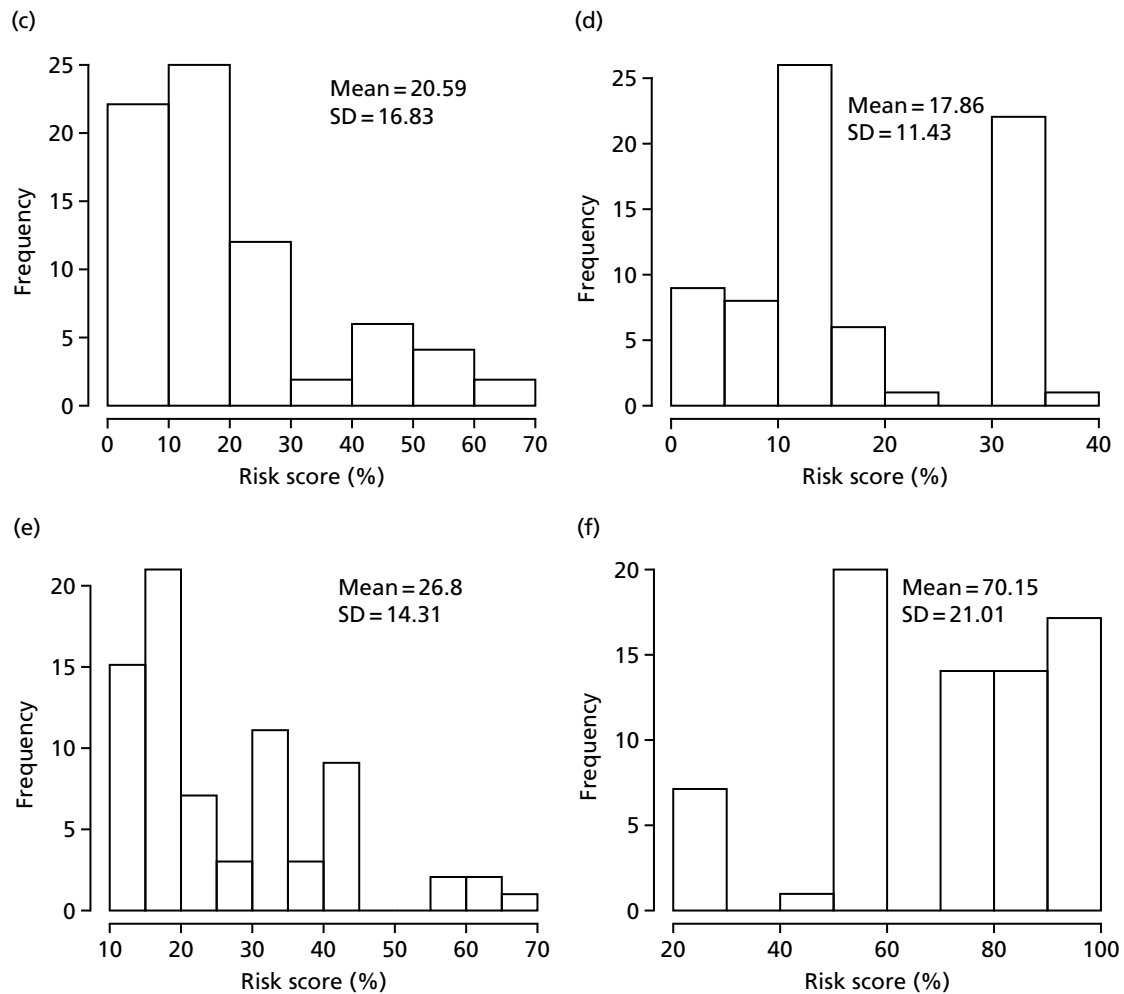 (c)
25
20
15
10
5
0
Frequency
Mean = 20.59
SD = 16.83
0 10 20 30 40 50 60 70
Risk score (%)
(d)
25
20
15
10
5
0
Frequency
Mean = 17.86
SD = 11.43
0 10 20 30 40
Risk score (%)
(e)
20
15
10
5
0
Frequency
Mean = 26.8
SD = 14.31
10 20 30 40 50 60 70
Risk score (%)
(f)
20
15
10
5
0
Frequency
Mean = 70.15
SD = 21.01
20 40 60 80 100
Risk score (%)